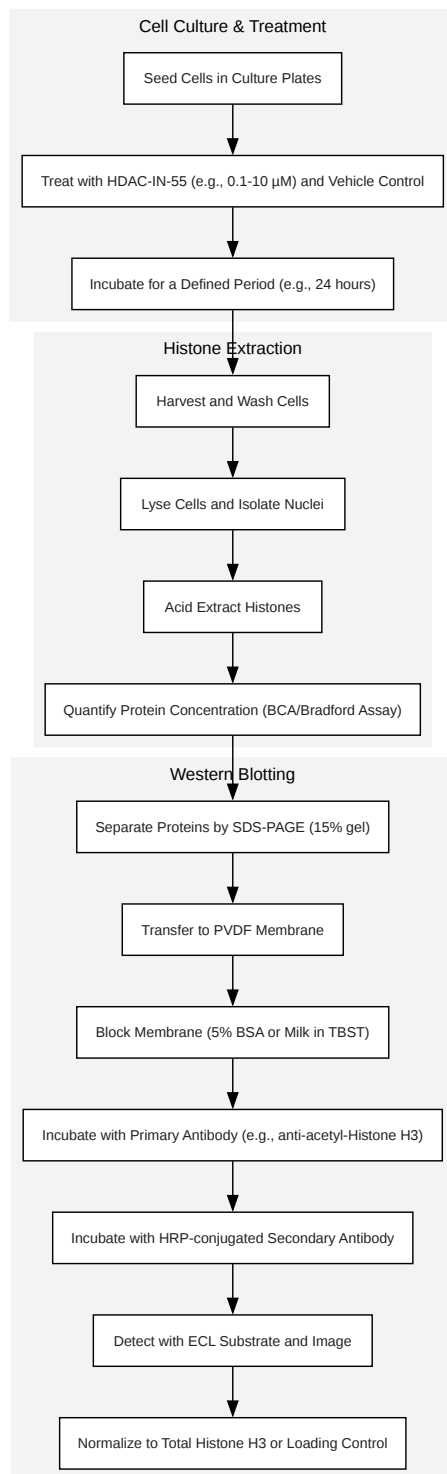 Cell Culture & Treatment
Seed Cells in Culture Plates
Treat with HDAC-IN-55 (e.g., 0.1-10 µM) and Vehicle Control
Incubate for a Defined Period (e.g., 24 hours)
Histone Extraction
Harvest and Wash Cells
Lyse Cells and Isolate Nuclei
Acid Extract Histones
Quantify Protein Concentration (BCA/Bradford Assay)
Western Blotting
Separate Proteins by SDS-PAGE (15% gel)
Transfer to PVDF Membrane
Block Membrane (5% BSA or Milk in TBST)
Incubate with Primary Antibody (e.g., anti-acetyl-Histone H3)
Incubate with HRP-conjugated Secondary Antibody
Detect with ECL Substrate and Image
Normalize to Total Histone H3 or Loading Control